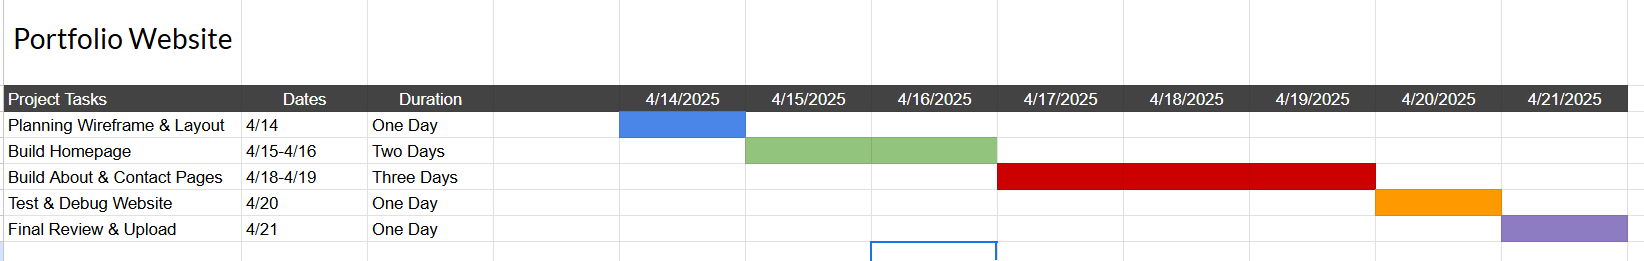 Portfolio Website
Project Tasks Dates Duration 4/14/2025 4/15/2025 4/16/2025 4/17/2025 4/18/2025 4/19/2025 4/20/2025 4/21/2025
Planning Wireframe & Layout 4/14 One Day
Build Homepage 4/15-4/16 Two Days
Build About & Contact Pages 4/18-4/19 Three Days
Test & Debug Website 4/20 One Day
Final Review & Upload 4/21 One Day